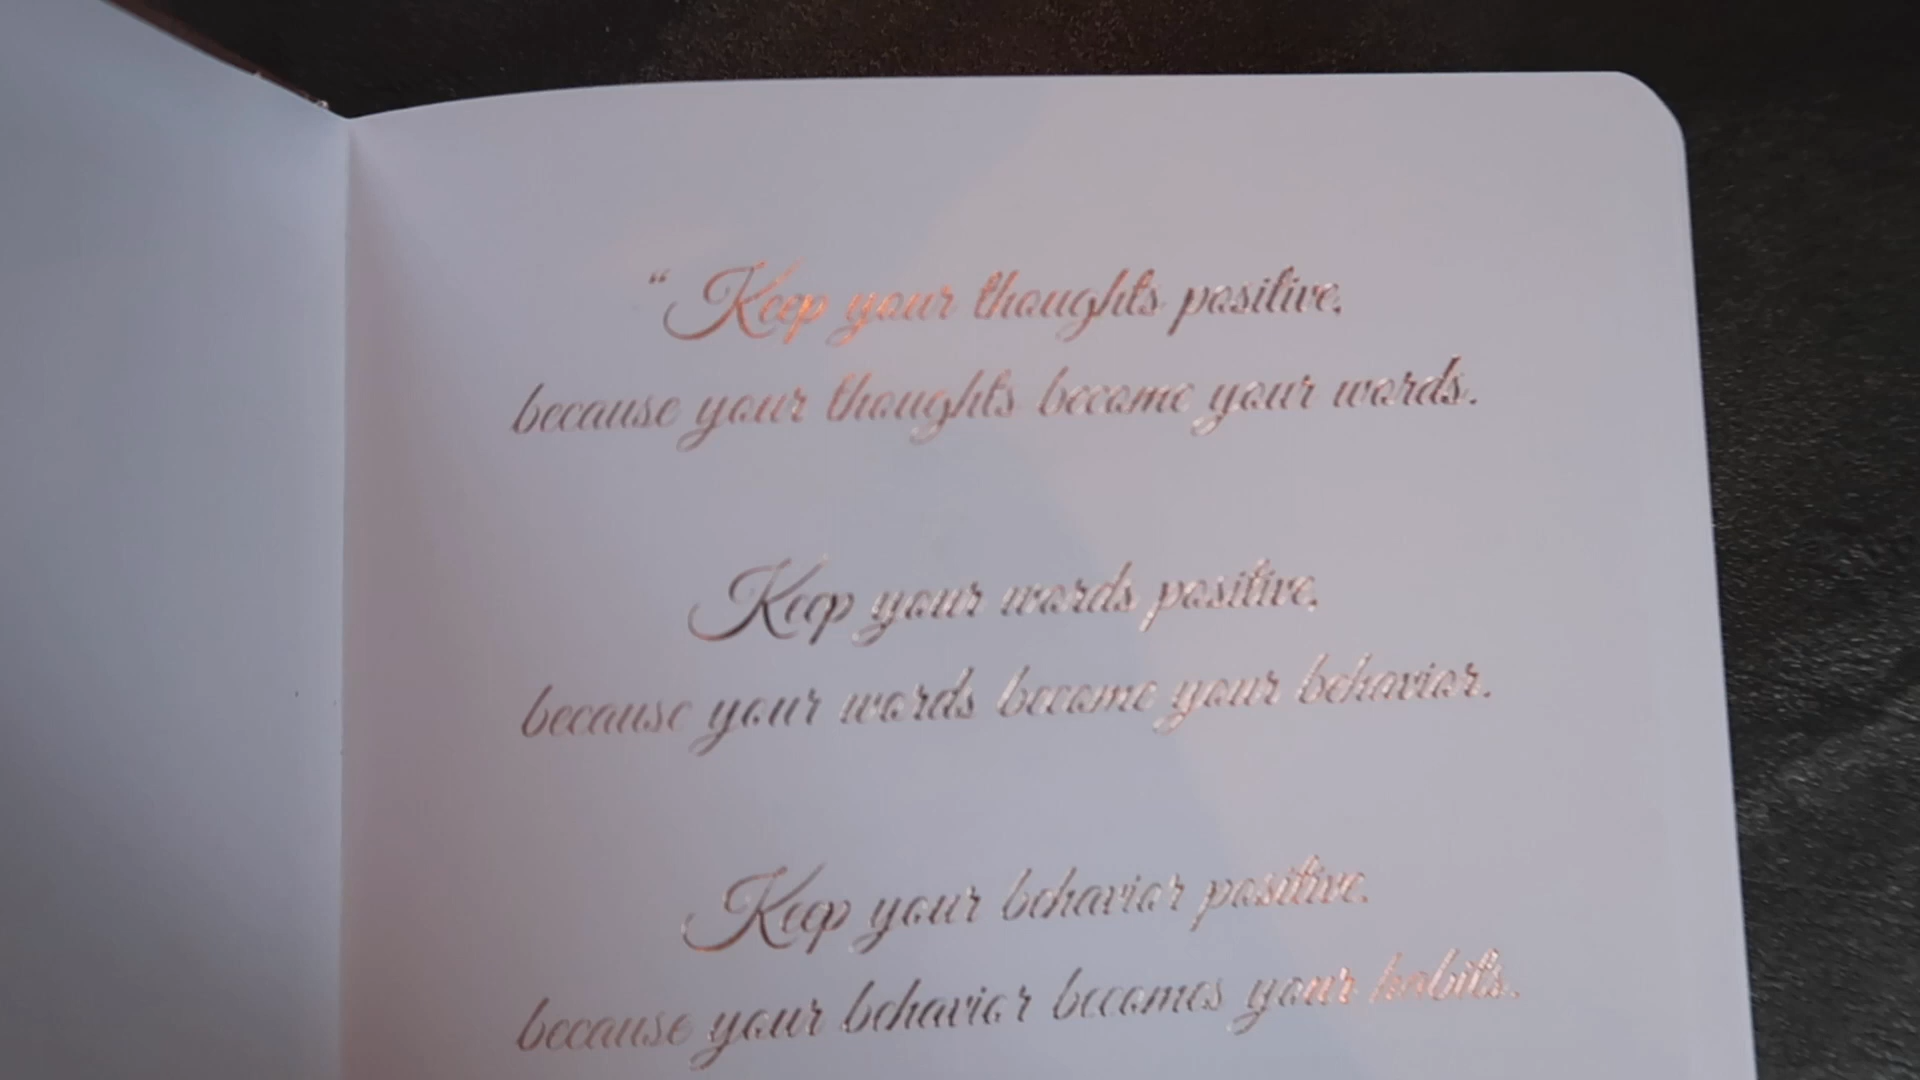 “Keep your thoughts positive,
because your thoughts become your words.
Keep your words positive,
because your words become your behavior.
Keep your behavior positive,
because your behavior becomes your habits.